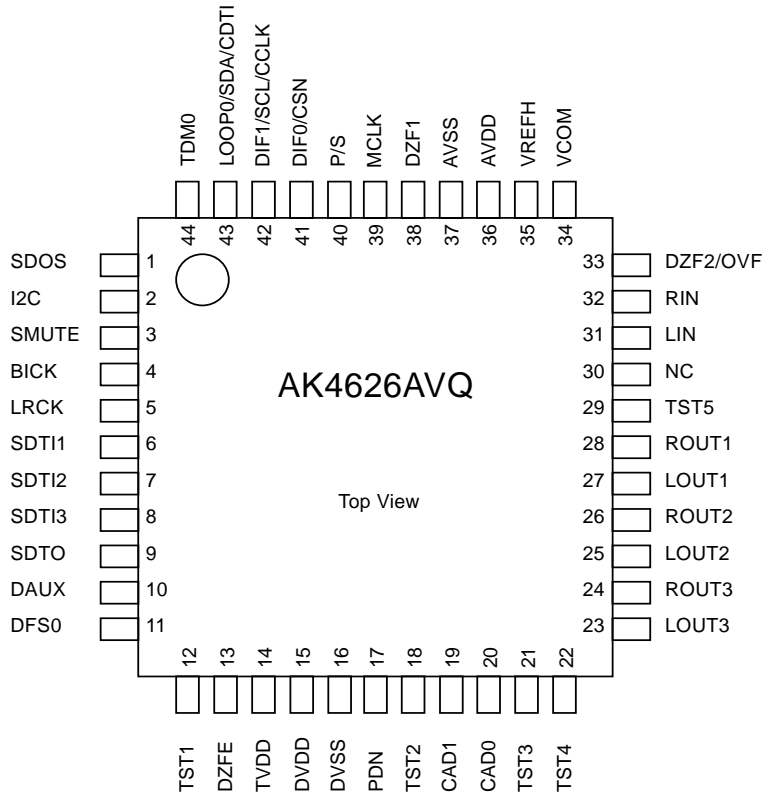 TDM0
LOOP0/SDA/CDTI
DIF1/SCL/CCLK
DIF0/CSN
P/S
MCLK
DZF1
AVSS
AVDD
VREFH
VCOM
44
43
42
41
40
39
38
37
36
35
34
SDOS 1
I2C 2
SMUTE 3
BICK 4
LRCK 5
SDTI1 6
SDTI2 7
SDTI3 8
SDTO 9
DAUX 10
DFS0 11
AK4626AVQ
Top View
33 DZF2/OVF
32 RIN
31 LIN
30 NC
29 TST5
28 ROUT1
27 LOUT1
26 ROUT2
25 LOUT2
24 ROUT3
23 LOUT3
12
13
14
15
16
17
18
19
20
21
22
TST1
DZFE
TVDD
DVDD
DVSS
PDN
TST2
CAD1
CAD0
TST3
TST4